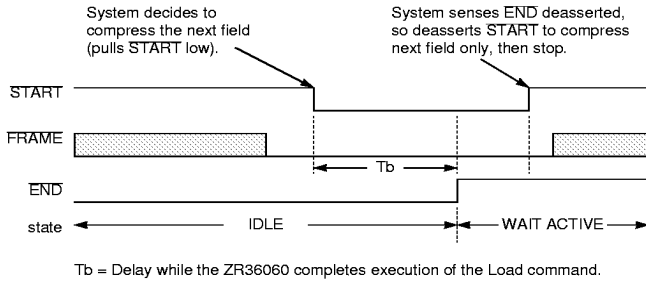 System decides to
compress the next field
(pulls START low).
System senses END deasserted,
so deasserts START to compress
next field only, then stop.
START
FRAME
Tb
END
state
IDLE
WAIT ACTIVE
Tb = Delay while the ZR36060 completes execution of the Load command.